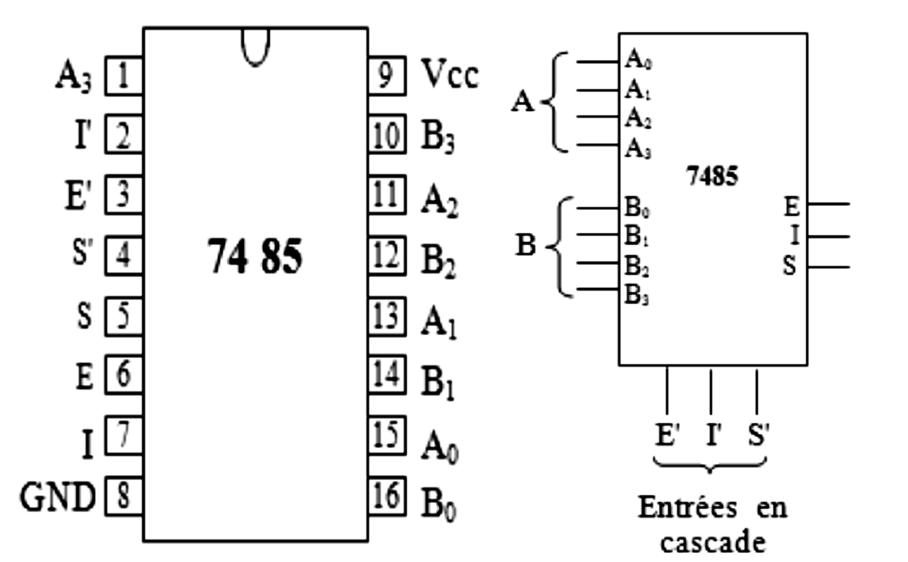 A₃ 1 9 Vcc
I' 2 10 B₃
E' 3 11 A₂
S' 4 74 85 12 B₂
S 5 13 A₁
E 6 14 B₁
I 7 15 A₀
GND 8 16 B₀
A
A₀
A₁
A₂
A₃
7485
B
B₀
B₁
B₂
B₃
E
I
S
E' I' S'
Entrées en
cascade